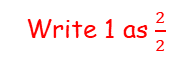 Write 1 as 2/2